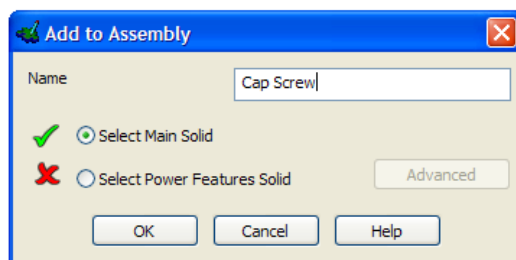 Add to Assembly
Name
Cap Screw
Select Main Solid
Select Power Features Solid
Advanced
OK Cancel Help